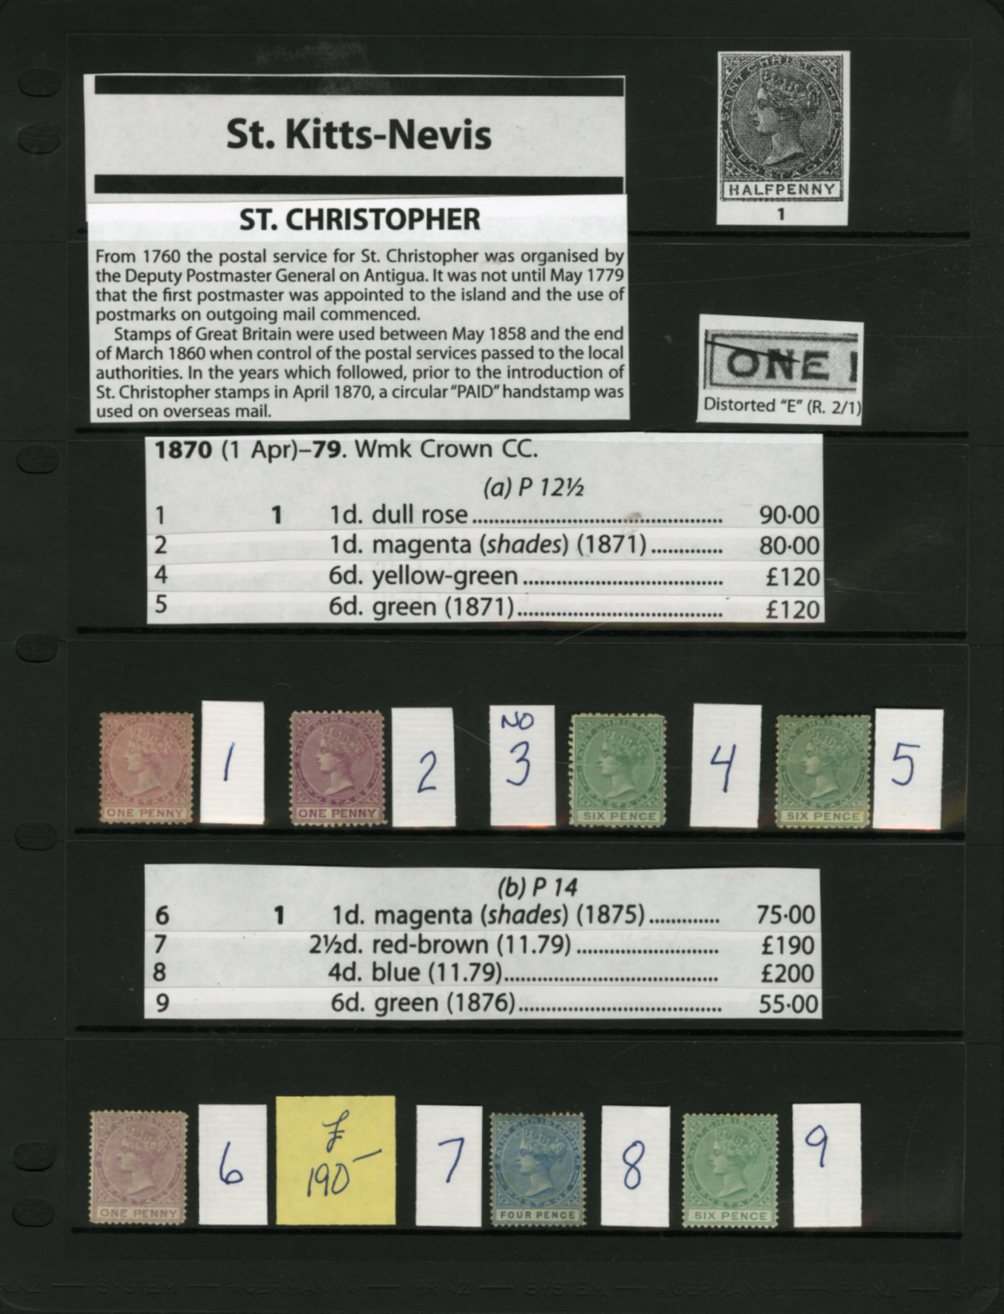 St. Kitts-Nevis
ST. CHRISTOPHER
From 1760 the postal service for St. Christopher was organised by
the Deputy Postmaster General on Antigua. It was not until May 1779
that the first postmaster was appointed to the island and the use of
postmarks on outgoing mail commenced.
Stamps of Great Britain were used between May 1858 and the end
of March 1860 when control of the postal services passed to the local
authorities. In the years which followed, prior to the introduction of
St. Christopher stamps in April 1870, a circular "PAID" handstamp was
used on overseas mail.
SAINT CHRISTOPHER
POSTAGE
HALFPENNY
1
ONE
Distorted "E" (R. 2/1)
1870 (1 Apr)–79. Wmk Crown CC.
(a) P 12½
1 1 1d. dull rose ........................................ 90·00
2 1d. magenta (shades) (1871) ............. 80·00
4 6d. yellow-green ................................ £120
5 6d. green (1871) ................................. £120
ONE PENNY
1
ONE PENNY
2
NO
3
SIX PENCE
4
SIX PENCE
5
(b) P 14
6 1 1d. magenta (shades) (1875) ............ 75·00
7 2½d. red-brown (11.79) ....................... £190
8 4d. blue (11.79) .................................. £200
9 6d. green (1876) ................................. 55·00
ONE PENNY
6
£
190-
7
FOUR PENCE
8
SIX PENCE
9